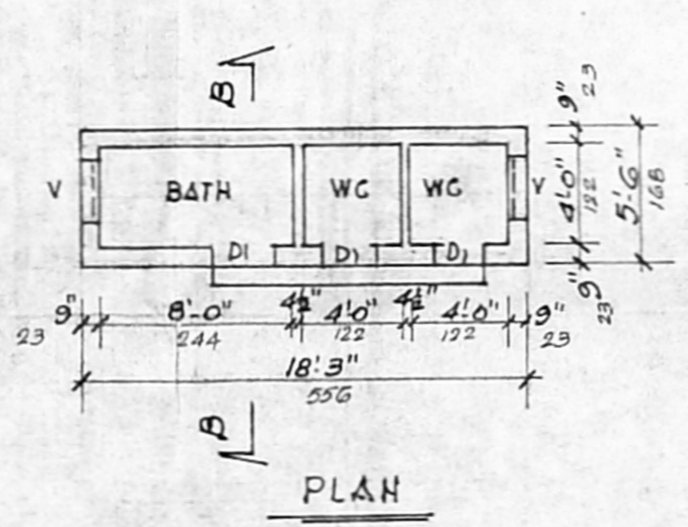 B
9"
23
V BATH WC WC V
4'-0"
122
5'-6"
168
D1 D1 D1
9"
23
9" 8'-0" 4½" 4'-0" 4½" 4'-0" 9"
23 244 122 122 23
18'-3"
556
B
PLAN